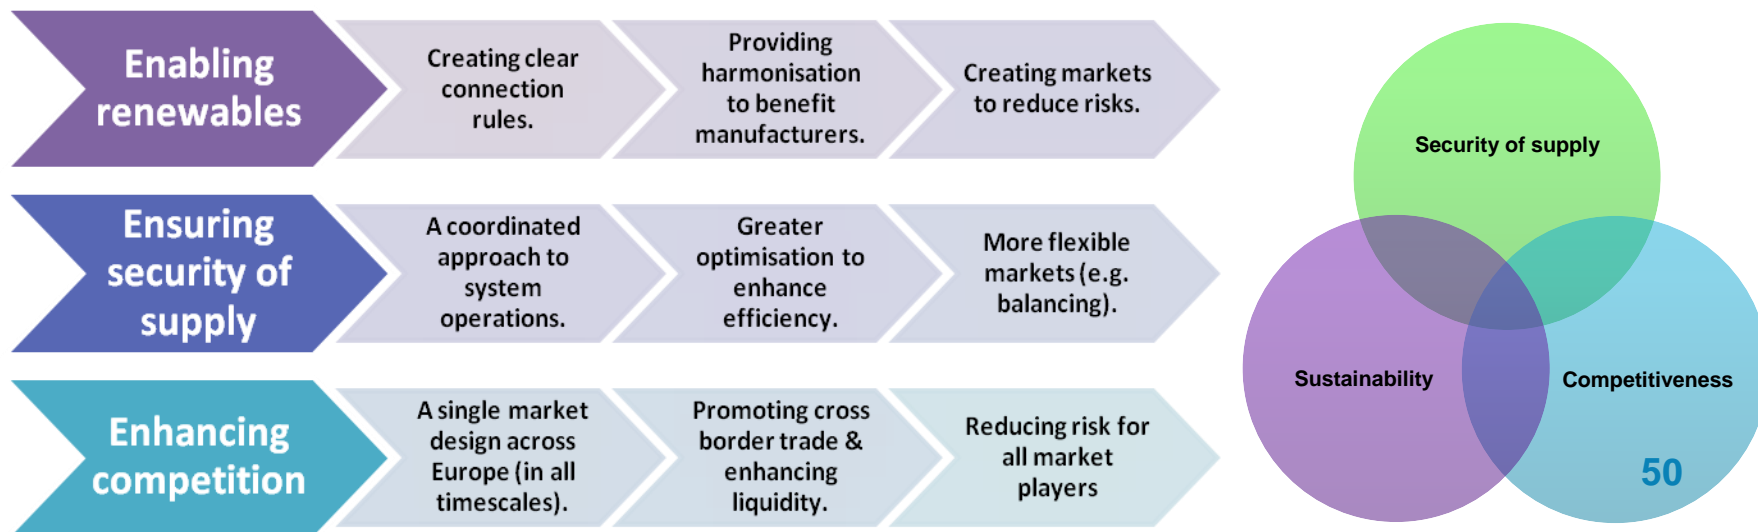 Enabling
renewables
Creating clear
connection
rules.
Providing
harmonisation
to benefit
manufacturers.
Creating markets
to reduce risks.
Ensuring
security of
supply
A coordinated
approach to
system
operations.
Greater
optimisation to
enhance
efficiency.
More flexible
markets (e.g.
balancing).
Enhancing
competition
A single market
design across
Europe (in all
timescales).
Promoting cross
border trade &
enhancing
liquidity.
Reducing risk for
all market
players
Security of supply
Sustainability
Competitiveness
50